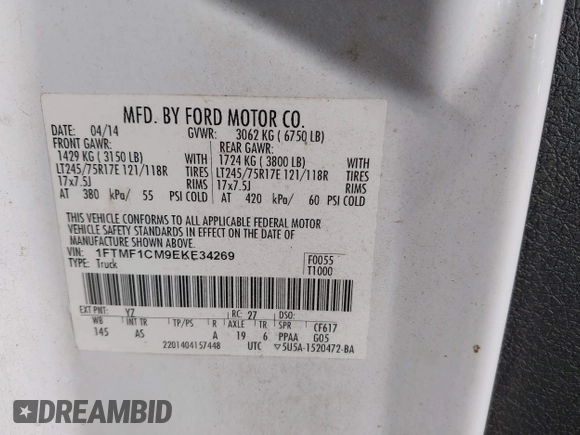 MFD. BY FORD MOTOR CO.
DATE: 04/14 GVWR: 3062 KG ( 6750 LB)
FRONT GAWR: REAR GAWR:
1429 KG ( 3150 LB) WITH 1724 KG ( 3800 LB) WITH
LT245/75R17E 121/118R TIRES LT245/75R17E 121/118R TIRES
17x7.5J RIMS 17x7.5J RIMS
AT 380 kPa/ 55 PSI COLD AT 420 kPa/ 60 PSI COLD
THIS VEHICLE CONFORMS TO ALL APPLICABLE FEDERAL MOTOR
VEHICLE SAFETY STANDARDS IN EFFECT ON THE DATE OF
MANUFACTURE SHOWN ABOVE.
VIN: 1FTMF1CM9EKE34269 F0055
TYPE: Truck T1000
EXT PNT: YZ RC: 27 DSO:
WB INT TR TP/PS R AXLE TR SPR CF617
145 AS A 19 6 PPAA G05
2201404157448 UTC ▽5U5A-1520472-BA
DREAMBID